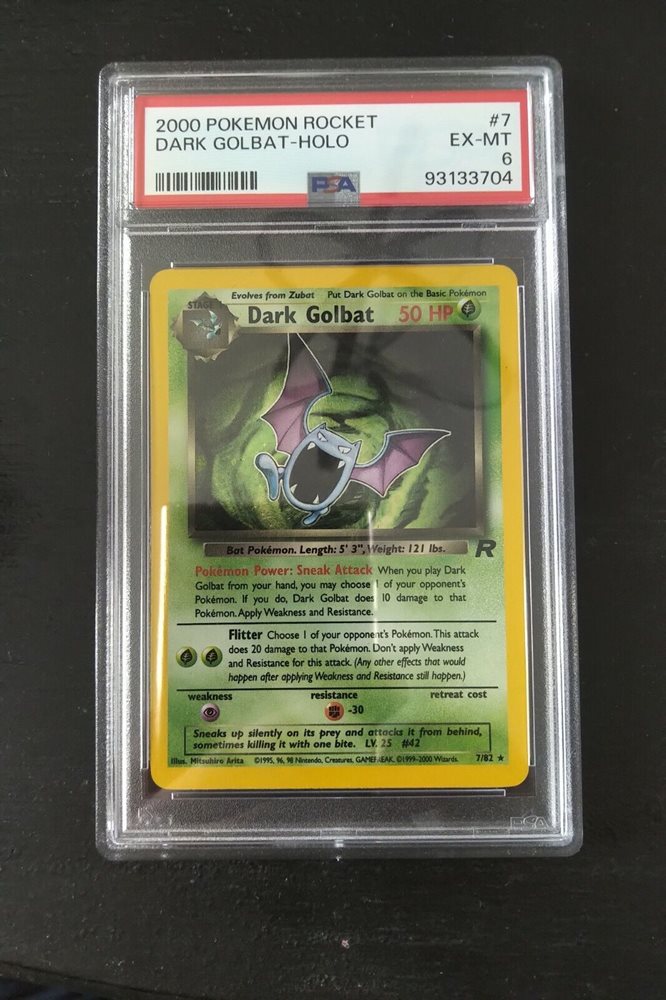 2000 POKEMON ROCKET #7
DARK GOLBAT-HOLO EX-MT
6
PSA 93133704
Evolves from Zubat Put Dark Golbat on the Basic Pokémon
STAGE 1
Dark Golbat 50 HP
Bat Pokémon. Length: 5' 3", Weight: 121 lbs.
R
Pokémon Power: Sneak Attack When you play Dark
Golbat from your hand, you may choose 1 of your opponent's
Pokémon. If you do, Dark Golbat does 10 damage to that
Pokémon. Apply Weakness and Resistance.
Flitter Choose 1 of your opponent's Pokémon. This attack
does 20 damage to that Pokémon. Don't apply Weakness
and Resistance for this attack. (Any other effects that would
happen after applying Weakness and Resistance still happen.)
weakness resistance retreat cost
-30
Sneaks up silently on its prey and attacks it from behind,
sometimes killing it with one bite. LV. 25 #42
Illus. Mitsuhiro Arita ©1995, 96, 98 Nintendo, Creatures, GAMEFREAK. ©1999-2000 Wizards. 7/82 ★
PSA